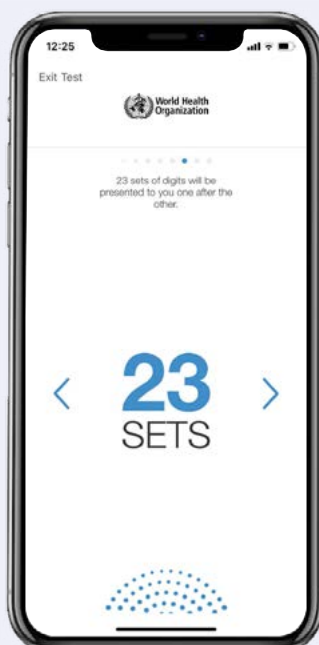 12:25
Exit Test
World Health
Organization
23 sets of digits will be
presented to you one after the
other.
23
SETS